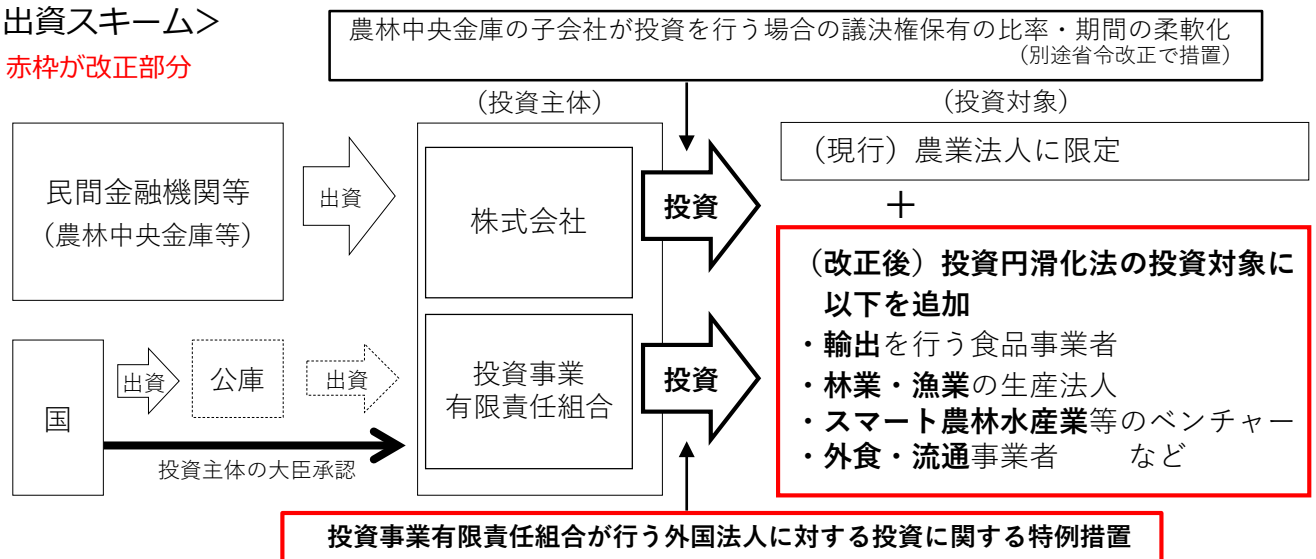 出資スキーム＞
赤枠が改正部分
農林中央金庫の子会社が投資を行う場合の議決権保有の比率・期間の柔軟化
(別途省令改正で措置)
(投資主体)
(投資対象)
民間金融機関等
(農林中央金庫等)
出資
株式会社
投資
(現行) 農業法人に限定
＋
(改正後) 投資円滑化法の投資対象に
以下を追加
・輸出を行う食品事業者
・林業・漁業の生産法人
・スマート農林水産業等のベンチャー
・外食・流通事業者 など
国
出資
公庫
出資
投資事業
有限責任組合
投資
投資主体の大臣承認
投資事業有限責任組合が行う外国法人に対する投資に関する特例措置